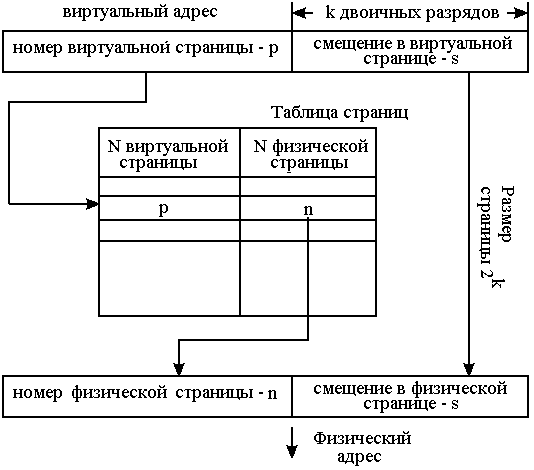 виртуальный адрес
k двоичных разрядов
номер виртуальной страницы - p
смещение в виртуальной
странице - s
Таблица страниц
N виртуальной
страницы
N физической
страницы
p
n
Размер
страницы 2^k
номер физической страницы - n
смещение в физической
странице - s
Физический
адрес